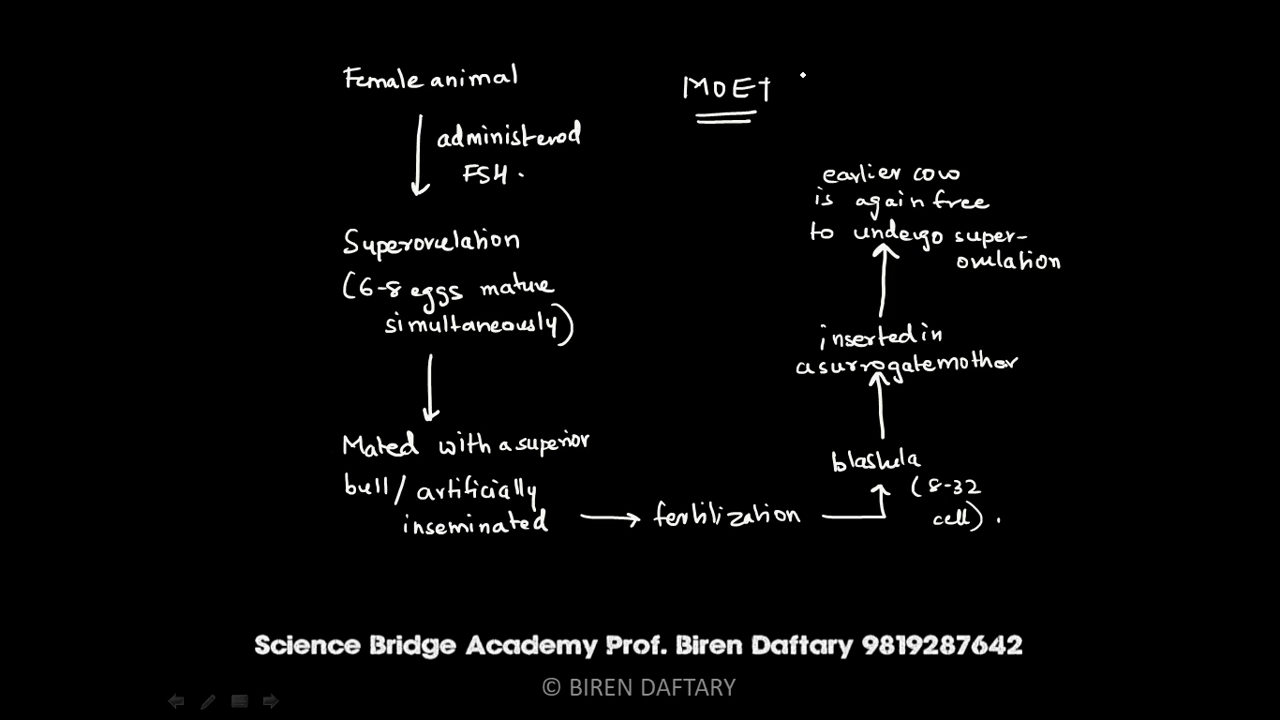 Female animal
MOET
administered
FSH.
Superovulation
(6-8 eggs mature
simultaneously)
Mated with a superior
bull/ artificially
inseminated
fertilization
blastula
(8-32
cell).
inserted in
a surrogate mother
earlier cow
is again free
to undergo super-
ovulation
Science Bridge Academy Prof. Biren Daftary 9819287642
© BIREN DAFTARY